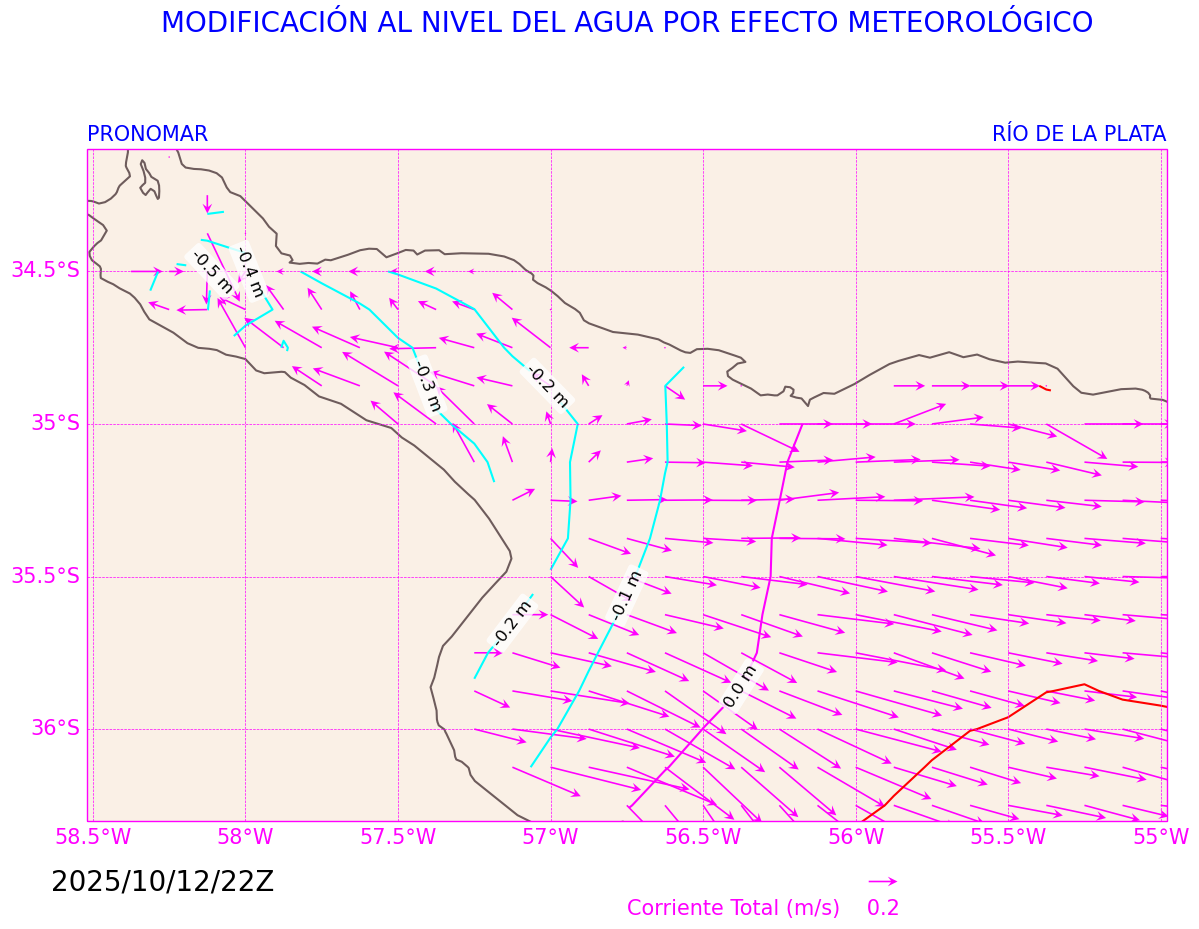 MODIFICACIÓN AL NIVEL DEL AGUA POR EFECTO METEOROLÓGICO
PRONOMAR
RÍO DE LA PLATA
-0.5 m
-0.4 m
34.5°S
-0.3 m
-0.2 m
35°S
35.5°S
-0.2 m
-0.1 m
0.0 m
36°S
58.5°W 58°W 57.5°W 57°W 56.5°W 56°W 55.5°W 55°W
2025/10/12/22Z
Corriente Total (m/s) 0.2